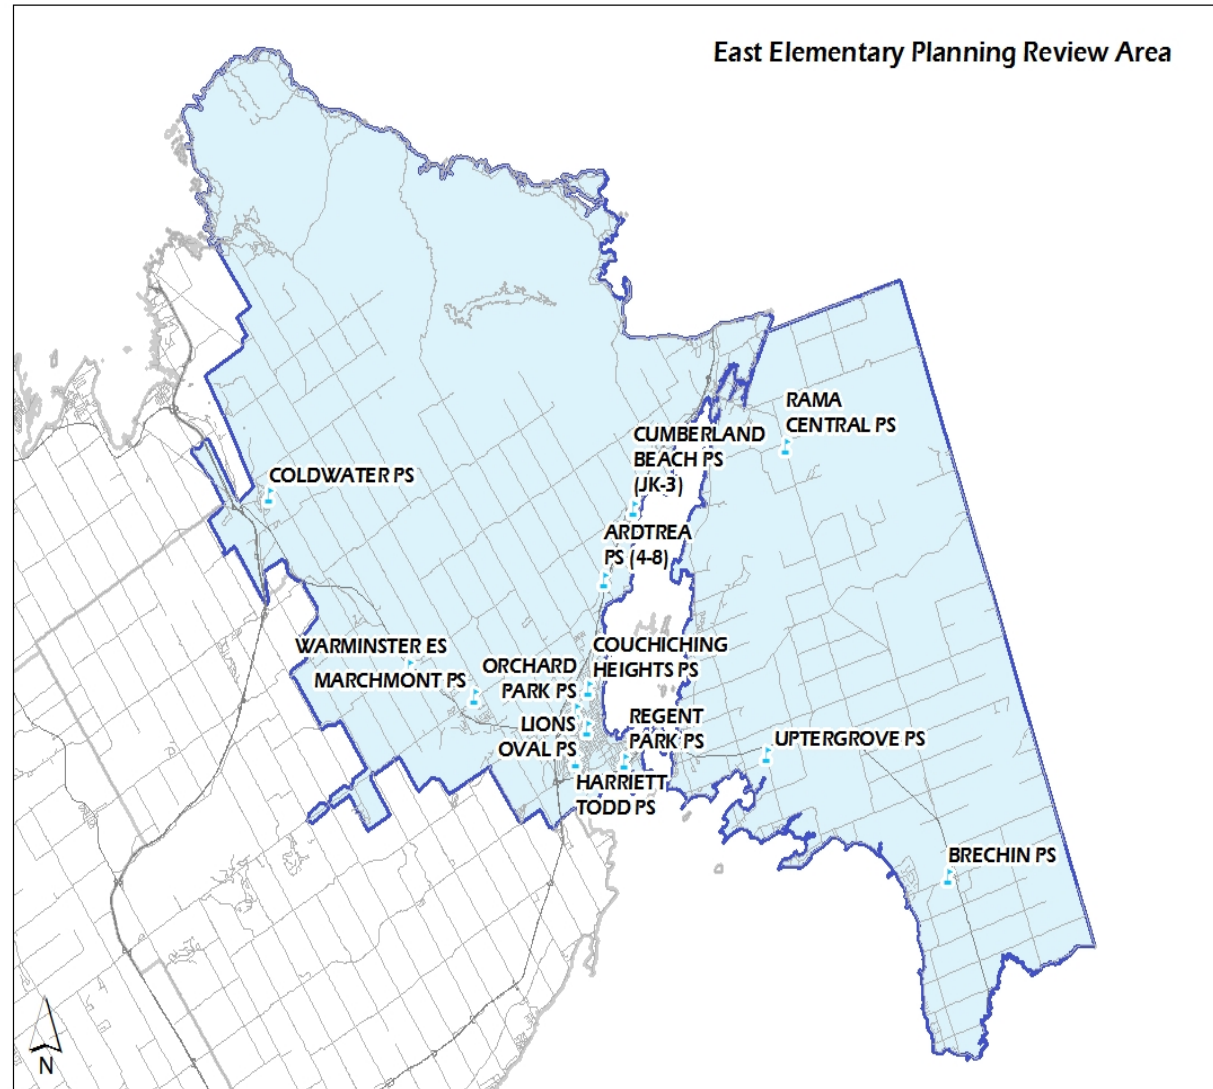 East Elementary Planning Review Area
RAMA
CENTRAL PS
CUMBERLAND
BEACH PS
(JK-3)
COLDWATER PS
ARDTREA
PS (4-8)
WARMINSTER ES
MARCHMONT PS
ORCHARD
PARK PS
COUCHICHING
HEIGHTS PS
LIONS
OVAL PS
REGENT
PARK PS
UPTERGROVE PS
HARRIETT
TODD PS
BRECHIN PS
N